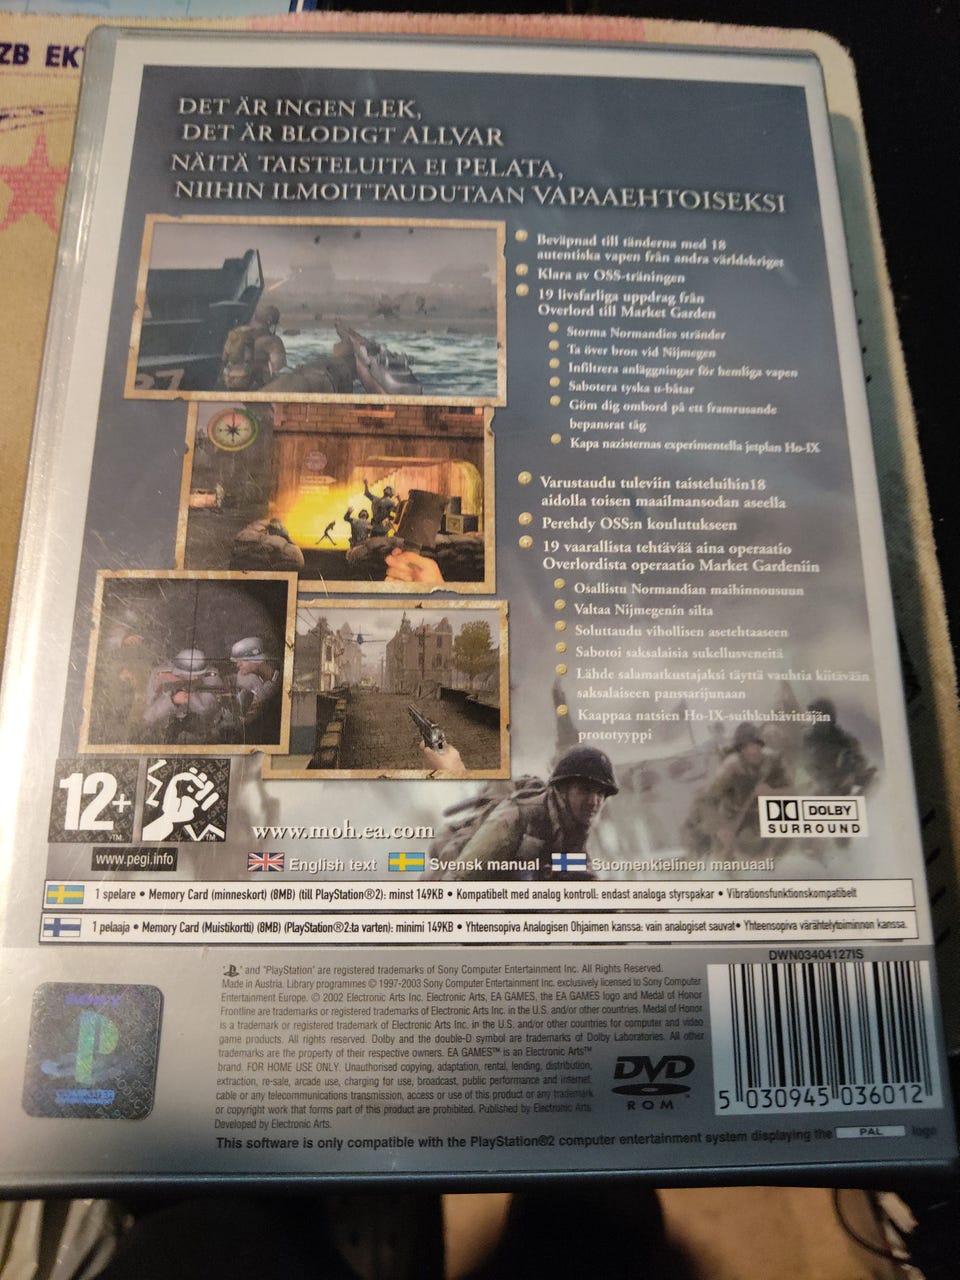 ZB EK
DET ÄR INGEN LEK,
DET ÄR BLODIGT ALLVAR
NÄITÄ TAISTELUITA EI PELATA,
NIIHIN ILMOITTAUDUTAAN VAPAAEHTOISEKSI
Beväpnad till tänderna med 18
autentiska vapen från andra världskriget
Klara av OSS-träningen
19 livsfarliga uppdrag från
Overlord till Market Garden
Storma Normandies stränder
Ta över bron vid Nijmegen
Infiltrera anläggningar för hemliga vapen
Sabotera tyska u-båtar
Göm dig ombord på ett framrusande
bepansrat tåg
Kapa nazisternas experimentella jetplan Ho-IX
Varustaudu tuleviin taisteluihin18
aidolla toisen maailmansodan aseella
Perehdy OSS:n koulutukseen
19 vaarallista tehtävää aina operaatio
Overlordista operaatio Market Gardeniin
Osallistu Normandian maihinnousuun
Valtaa Nijmegenin silta
Soluttaudu vihollisen asetehtaaseen
Sabotoi saksalaisia sukellusveneitä
Lähde salamatkustajaksi täyttä vauhtia kiitävään
saksalaiseen panssarijunaan
Kaappaa natsien Ho-IX-suihkuhävittäjän
prototyyppi
12+
www.pegi.info
www.moh.ea.com
DOLBY
SURROUND
English text Svensk manual Suomenkielinen manuaali
1 spelare • Memory Card (minneskort) (8MB) (till PlayStation®2): minst 149KB • Kompatibelt med analog kontroll: endast analoga styrspakar • Vibrationsfunktionskompatibelt
1 pelaaja • Memory Card (Muistikortti) (8MB) (PlayStation®2:ta varten): minimi 149KB • Yhteensopiva Analogisen Ohjaimen kanssa: vain analogiset sauvat• Yhteensopiva värähtelytoiminnon kanssa.
DWN03404127IS
" " and "PlayStation" are registered trademarks of Sony Computer Entertainment Inc. All Rights Reserved.
Made in Austria. Library programmes © 1997-2003 Sony Computer Entertainment Inc. exclusively licensed to Sony Computer
Entertainment Europe. © 2002 Electronic Arts Inc. Electronic Arts, EA GAMES, the EA GAMES logo and Medal of Honor
Frontline are trademarks or registered trademarks of Electronic Arts Inc. in the U.S. and/or other countries. Medal of Honor
is a trademark or registered trademark of Electronic Arts Inc. in the U.S. and/or other countries for computer and video
game products. All rights reserved. Dolby and the double-D symbol are trademarks of Dolby Laboratories. All other
trademarks are the property of their respective owners. EA GAMES™ is an Electronic Arts™
brand. FOR HOME USE ONLY. Unauthorised copying, adaptation, rental, lending, distribution,
extraction, re-sale, arcade use, charging for use, broadcast, public performance and internet,
cable or any telecommunications transmission, access or use of this product or any trademark
or copyright work that forms part of this product are prohibited. Published by Electronic Arts.
Developed by Electronic Arts.
This software is only compatible with the PlayStation®2 computer entertainment system displaying the PAL logo
SONY
DVD
ROM
5 030945 036012